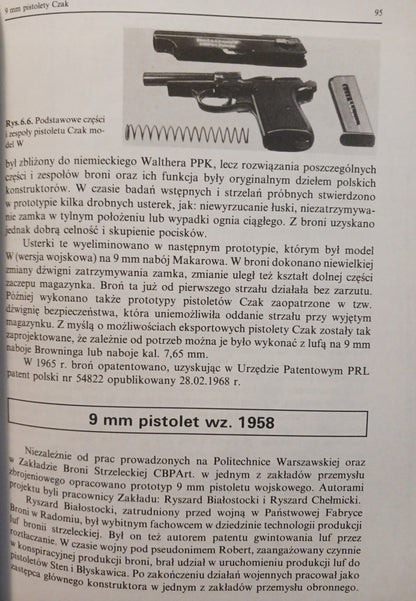 9 mm pistolety Czak
95
Rys.6.6. Podstawowe części
i zespoły pistoletu Czak mo-
del W
był zbliżony do niemieckiego Walthera PPK, lecz rozwiązania poszczególnych
części i zespołów broni oraz ich funkcja były oryginalnym dziełem polskich
konstruktorów. W czasie badań wstępnych i strzelań próbnych stwierdzono
w prototypie kilka drobnych usterek, jak: niewyrzucanie łuski, niezatrzymywa-
nie zamka w tylnym położeniu lub wypadki ognia ciągłego. Z broni uzyskano
jednak dobrą celność i skupienie pocisków.
Usterki te wyeliminowano w następnym prototypie, którym był model
W (wersja wojskowa) na 9 mm nabój Makarowa. W broni dokonano niewielkiej
zmiany dźwigni zatrzymywania zamka, zmianie uległ też kształt dolnej części
zaczepu magazynka. Broń ta już od pierwszego strzału działała bez zarzutu.
Później wykonano także prototypy pistoletów Czak zaopatrzone w tzw.
dźwignię bezpieczeństwa, która uniemożliwiła oddanie strzału przy wyjętym
magazynku. Z myślą o możliwościach eksportowych pistolety Czak zostały tak
zaprojektowane, że zależnie od potrzeb można je było wykonać z lufą na 9 mm
naboje Browninga lub naboje kal. 7,65 mm.
W 1965 r. broń opatentowano, uzyskując w Urzędzie Patentowym PRL
patent polski nr 54822 opublikowany 28.02.1968 r.
9 mm pistolet wz. 1958
Niezależnie od prac prowadzonych na Politechnice Warszawskiej oraz
w Zakładzie Broni Strzeleckiej CBPArt. w jednym z zakładów przemysłu
zbrojeniowego opracowano prototyp 9 mm pistoletu wojskowego. Autorami
projektu byli pracownicy Zakładu: Ryszard Białostocki i Ryszard Chełmicki.
Ryszard Białostocki, zatrudniony przed wojną w Państwowej Fabryce
Broni w Radomiu, był wybitnym fachowcem w dziedzinie technologii produkcji
luf bronii strzeleckiej. Był on też autorem patentu gwintowania luf przez
roztłaczanie. W czasie wojny pod pseudonimem Robert, zaangażowany czynnie
w konspiracyjnej produkcji broni, brał udział w uruchomieniu produkcji luf do
pistoletów Sten i Błyskawica. Po zakończeniu działań wojennych pracował jako
zastępca głównego konstruktora w jednym z zakładów przemysłu obronnego.